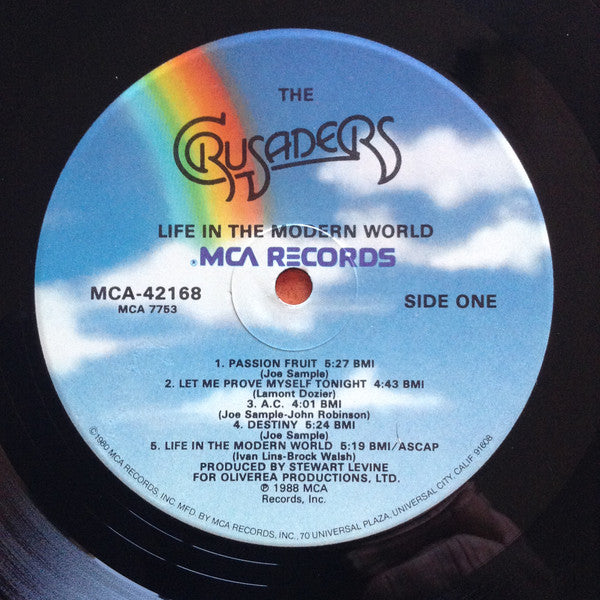 THE
CRUSADERS
LIFE IN THE MODERN WORLD
®MCA RECORDS
MCA-42168
MCA 7753
SIDE ONE
1. PASSION FRUIT 5:27 BMI
(Joe Sample)
2. LET ME PROVE MYSELF TONIGHT 4:43 BMI
(Lamont Dozier)
3. A.C. 4:01 BMI
(Joe Sample-John Robinson)
4. DESTINY 5:24 BMI
(Joe Sample)
5. LIFE IN THE MODERN WORLD 5:19 BMI/ASCAP
(Ivan Lins-Brock Walsh)
PRODUCED BY STEWART LEVINE
FOR OLIVEREA PRODUCTIONS, LTD.
℗ 1988 MCA
Records, Inc.
©1980 MCA RECORDS, INC. MFD. BY MCA RECORDS, INC., 70 UNIVERSAL PLAZA, UNIVERSAL CITY, CALIF. 91608